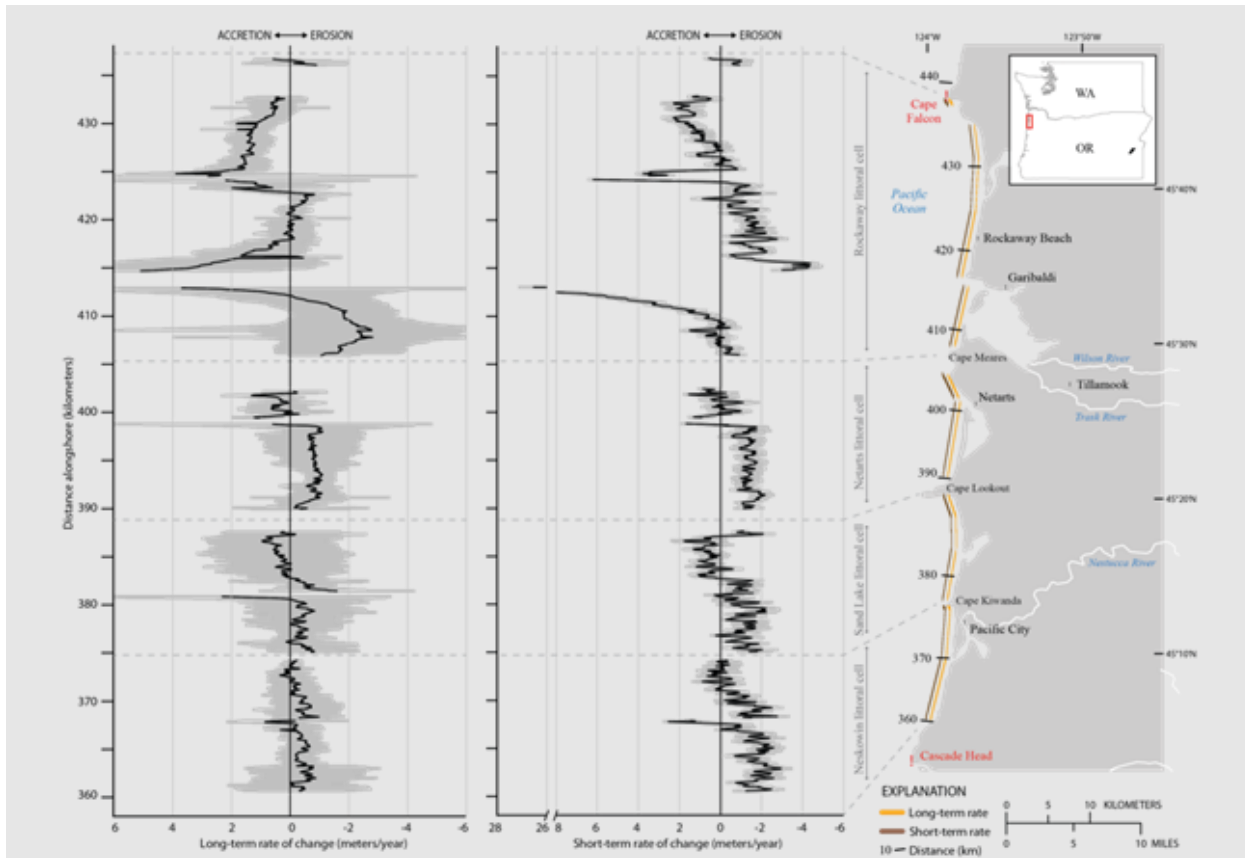 ACCRETION EROSION
430
420
410
400
390
380
370
360
Distance alongshore (kilometers)
6 4 2 0 -2 -4 -6
Long-term rate of change (meters/year)
ACCRETION EROSION
28 26 8 6 4 2 0 -2 -4 -6
Short-term rate of change (meters/year)
Rockaway littoral cell
Netarts littoral cell
Sand Lake littoral cell
Neskowin littoral cell
124°W
123°50'W
440
Cape
Falcon
WA
OR
430
45°40'N
Pacific
Ocean
420
Rockaway Beach
Garibaldi
410
45°30'N
Cape Meares
Wilson River
Tillamook
Netarts
400
Trask River
390
Cape Lookout
45°20'N
380
Nestucca River
Cape Kiwanda
Pacific City
370
45°10'N
360
Cascade Head
EXPLANATION
Long-term rate
Short-term rate
10 Distance (km)
0 5 10 KILOMETERS
0 5 10 MILES